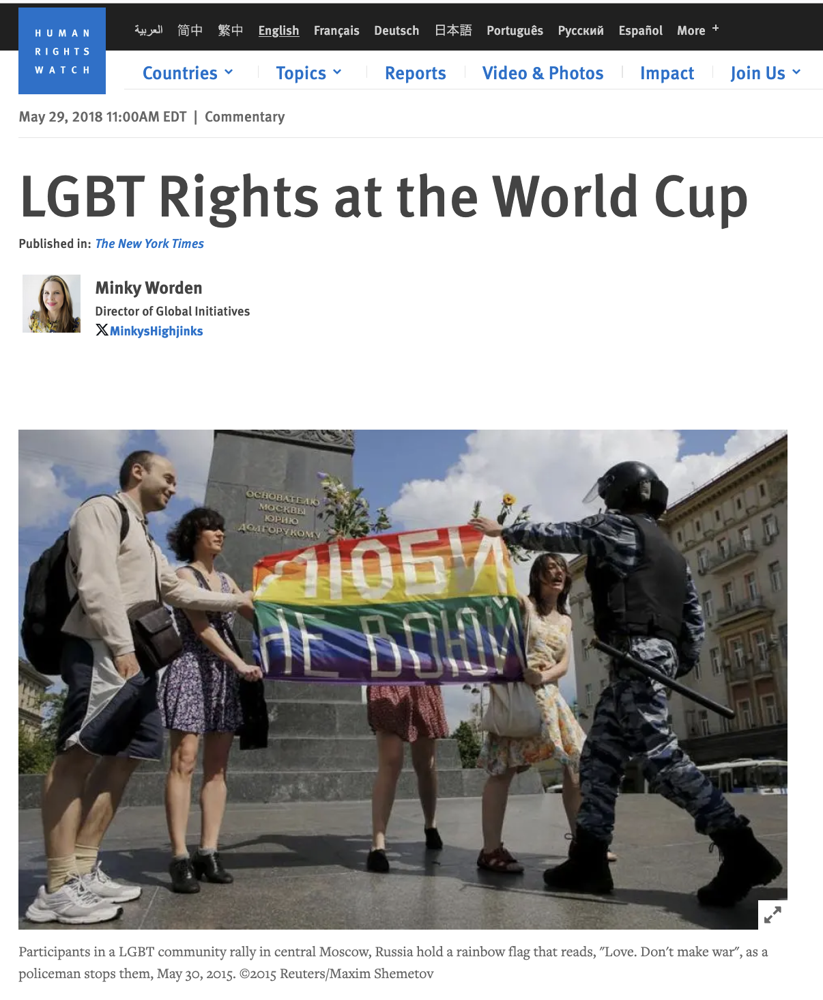 HUMAN
RIGHTS
WATCH
العربية 简中 繁中 English Français Deutsch 日本語 Português Русский Español More +
Countries Topics Reports Video & Photos Impact Join Us
May 29, 2018 11:00AM EDT | Commentary
LGBT Rights at the World Cup
Published in: The New York Times
Minky Worden
Director of Global Initiatives
MinkysHighjinks
ОСНОВАТЕЛЮ
МОСКВЫ
ЮРИЮ
ДОЛГОРУКОМУ
ЛЮБИ
НЕ ВОЮЙ
Participants in a LGBT community rally in central Moscow, Russia hold a rainbow flag that reads, "Love. Don't make war", as a
policeman stops them, May 30, 2015. ©2015 Reuters/Maxim Shemetov